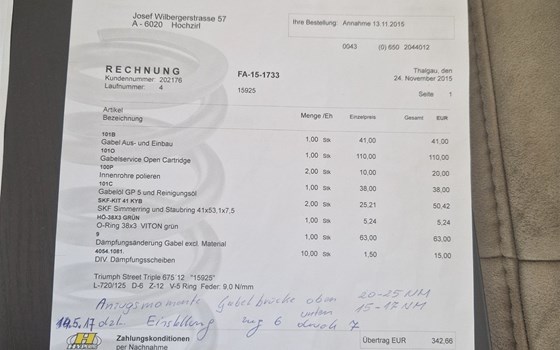 Josef Wilbergerstrasse 57
A - 6020 Hochzirl
Ihre Bestellung: Annahme 13.11.2015
0043 (0) 650 2044012
RECHNUNG FA-15-1733
Thalgau, den
Kundennummer: 202176 24. November 2015
Laufnummer: 4 15925 Seite 1
Artikel
Bezeichnung Menge /Eh Einzelpreis Gesamt EUR
101B
Gabel Aus- und Einbau 1,00 Stk 41,00 41,00
101O
Gabelservice Open Cartridge 1,00 Stk 110,00 110,00
100P
Innenrohre polieren 2,00 Stk 10,00 20,00
101C
Gabelöl GP 5 und Reinigungsöl 1,00 Stk 38,00 38,00
SKF-KIT 41 KYB
SKF Simmerring und Staubring 41x53,1x7,5 2,00 Stk 25,21 50,42
HO-38X3 GRÜN
O-Ring 38x3 VITON grün 1,00 Stk 5,24 5,24
9
Dämpfungsänderung Gabel excl. Material 1,00 Stk 63,00 63,00
4054.1061.
DIV. Dämpfungsscheiben 10,00 Stk 1,50 15,00
Triumph Street Triple 675`12 "15925"
L-720/125 D-6 Z-12 V-5 Ring Feder: 9.0 N/mm
Anzugsmomente Gabelbrücke oben 20-25 NM
unten 15-17 NM
5.17 Einstellung Zug 6 druck 7
Zahlungskonditionen Übertrag EUR 342,66
per Nachnahme